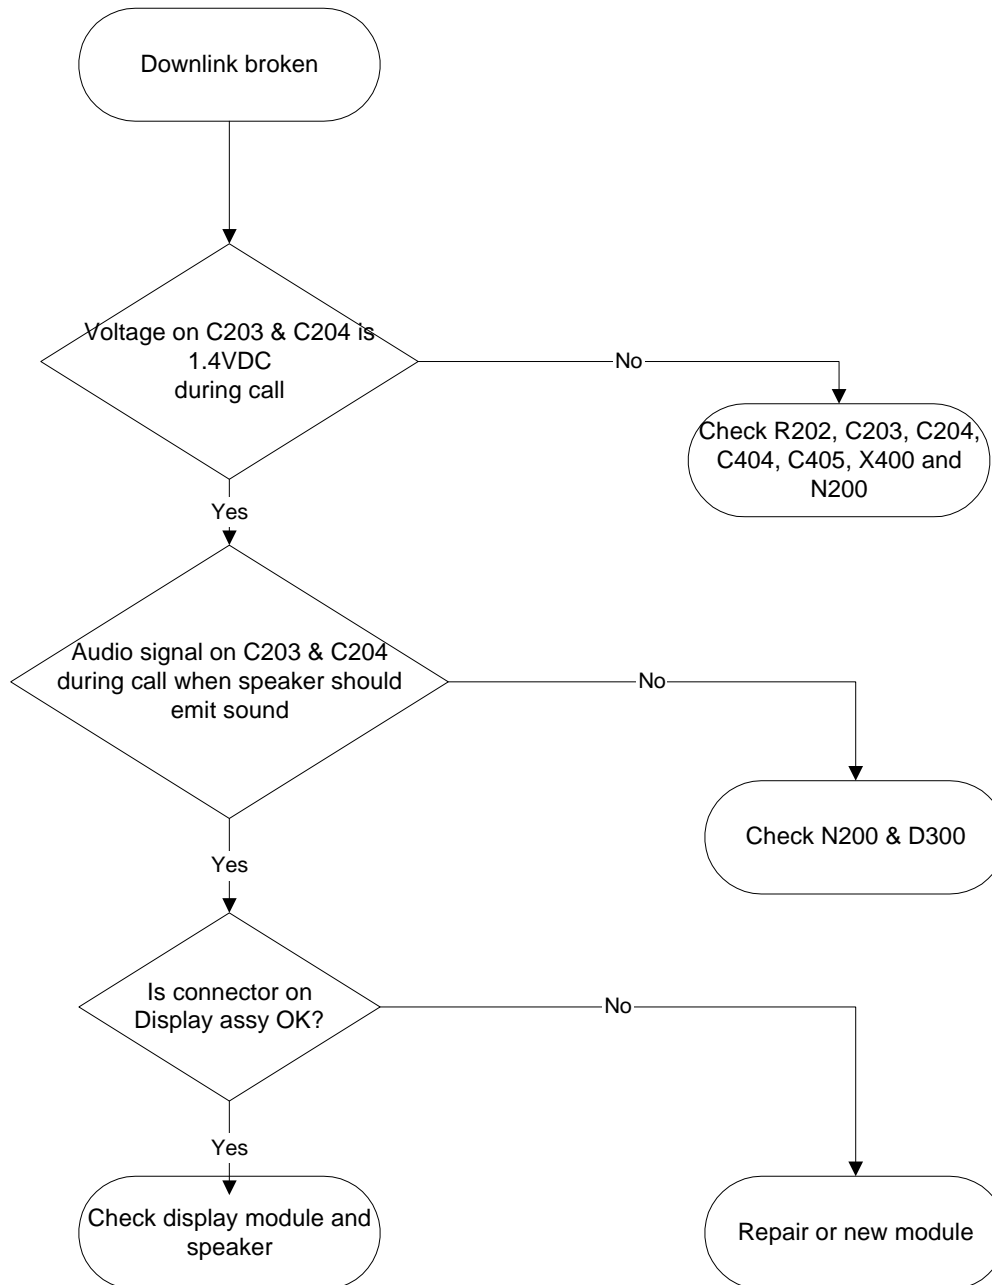 Downlink broken
Voltage on C203 & C204 is
1.4VDC
during call
No
Check R202, C203, C204,
C404, C405, X400 and
N200
Yes
Audio signal on C203 & C204
during call when speaker should
emit sound
No
Check N200 & D300
Yes
Is connector on
Display assy OK?
No
Yes
Check display module and
speaker
Repair or new module